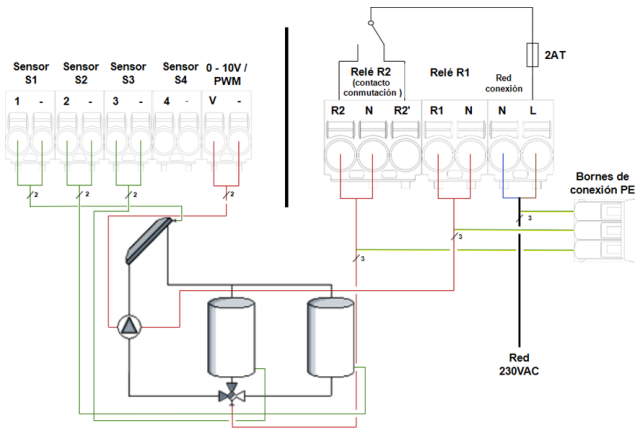 Sensor S1
Sensor S2
Sensor S3
Sensor S4
0 - 10V / PWM
1 - 2 - 3 - 4 - V -
2AT
Relé R2
(contacto
conmutación )
Relé R1
Red
conexión
R2 N R2' R1 N N L
2
2
2
2
Bornes de
conexión PE
3
3
3
Red
230VAC